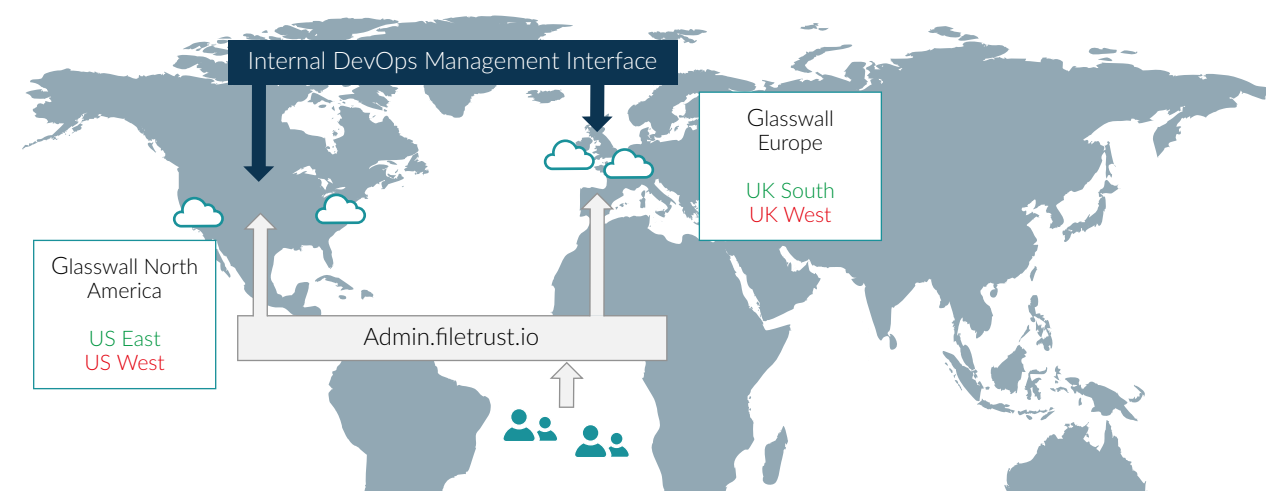 Internal DevOps Management Interface
Glasswall
Europe
UK South
UK West
Glasswall North
America
US East
US West
Admin.filetrust.io